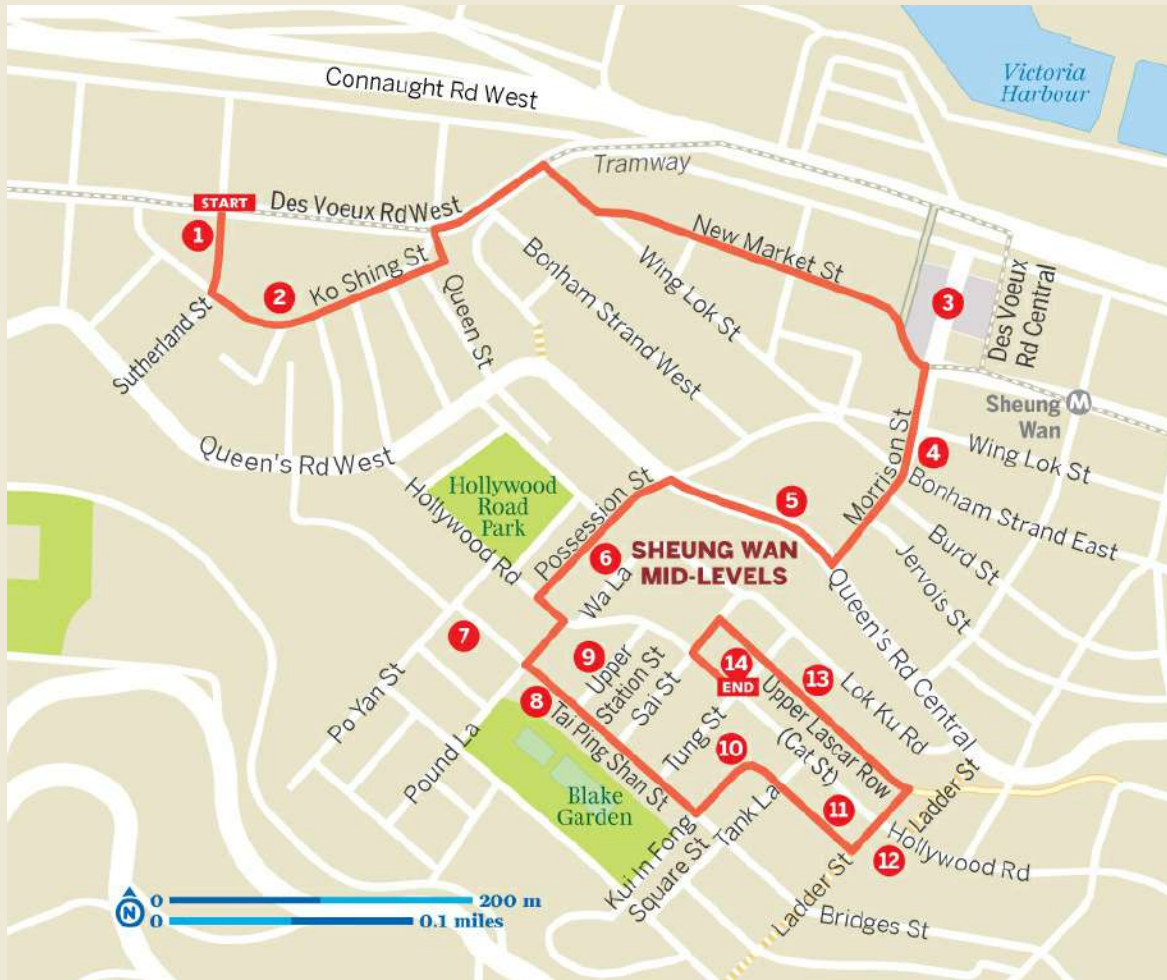 Victoria
Harbour
Connaught Rd West
Tramway
START
Des Voeux Rd West
1
2
Ko Shing St
Sutherland St
Queen St
Bonham Strand West
Wing Lok St
New Market St
3
Des Voeux
Rd Central
Sheung
Wan
M
Queen's Rd West
Morrison St
4
Wing Lok St
Bonham Strand East
5
Burd St
Jervois St
Hollywood
Road
Park
Hollywood Rd
Possession St
6
SHEUNG WAN
MID-LEVELS
Wa La
Queen's Rd Central
7
9
8
Upper
Station St
Sai St
14
END
13
Lok Ku Rd
Upper Lascar Row
(Cat St)
Po Yan St
Pound La
Tai Ping Shan St
Tung St
10
Tank La
11
Blake
Garden
Ladder St
12
Hollywood Rd
Kui In Fong
Square St
Ladder St
Bridges St
N
0 200 m
0 0.1 miles